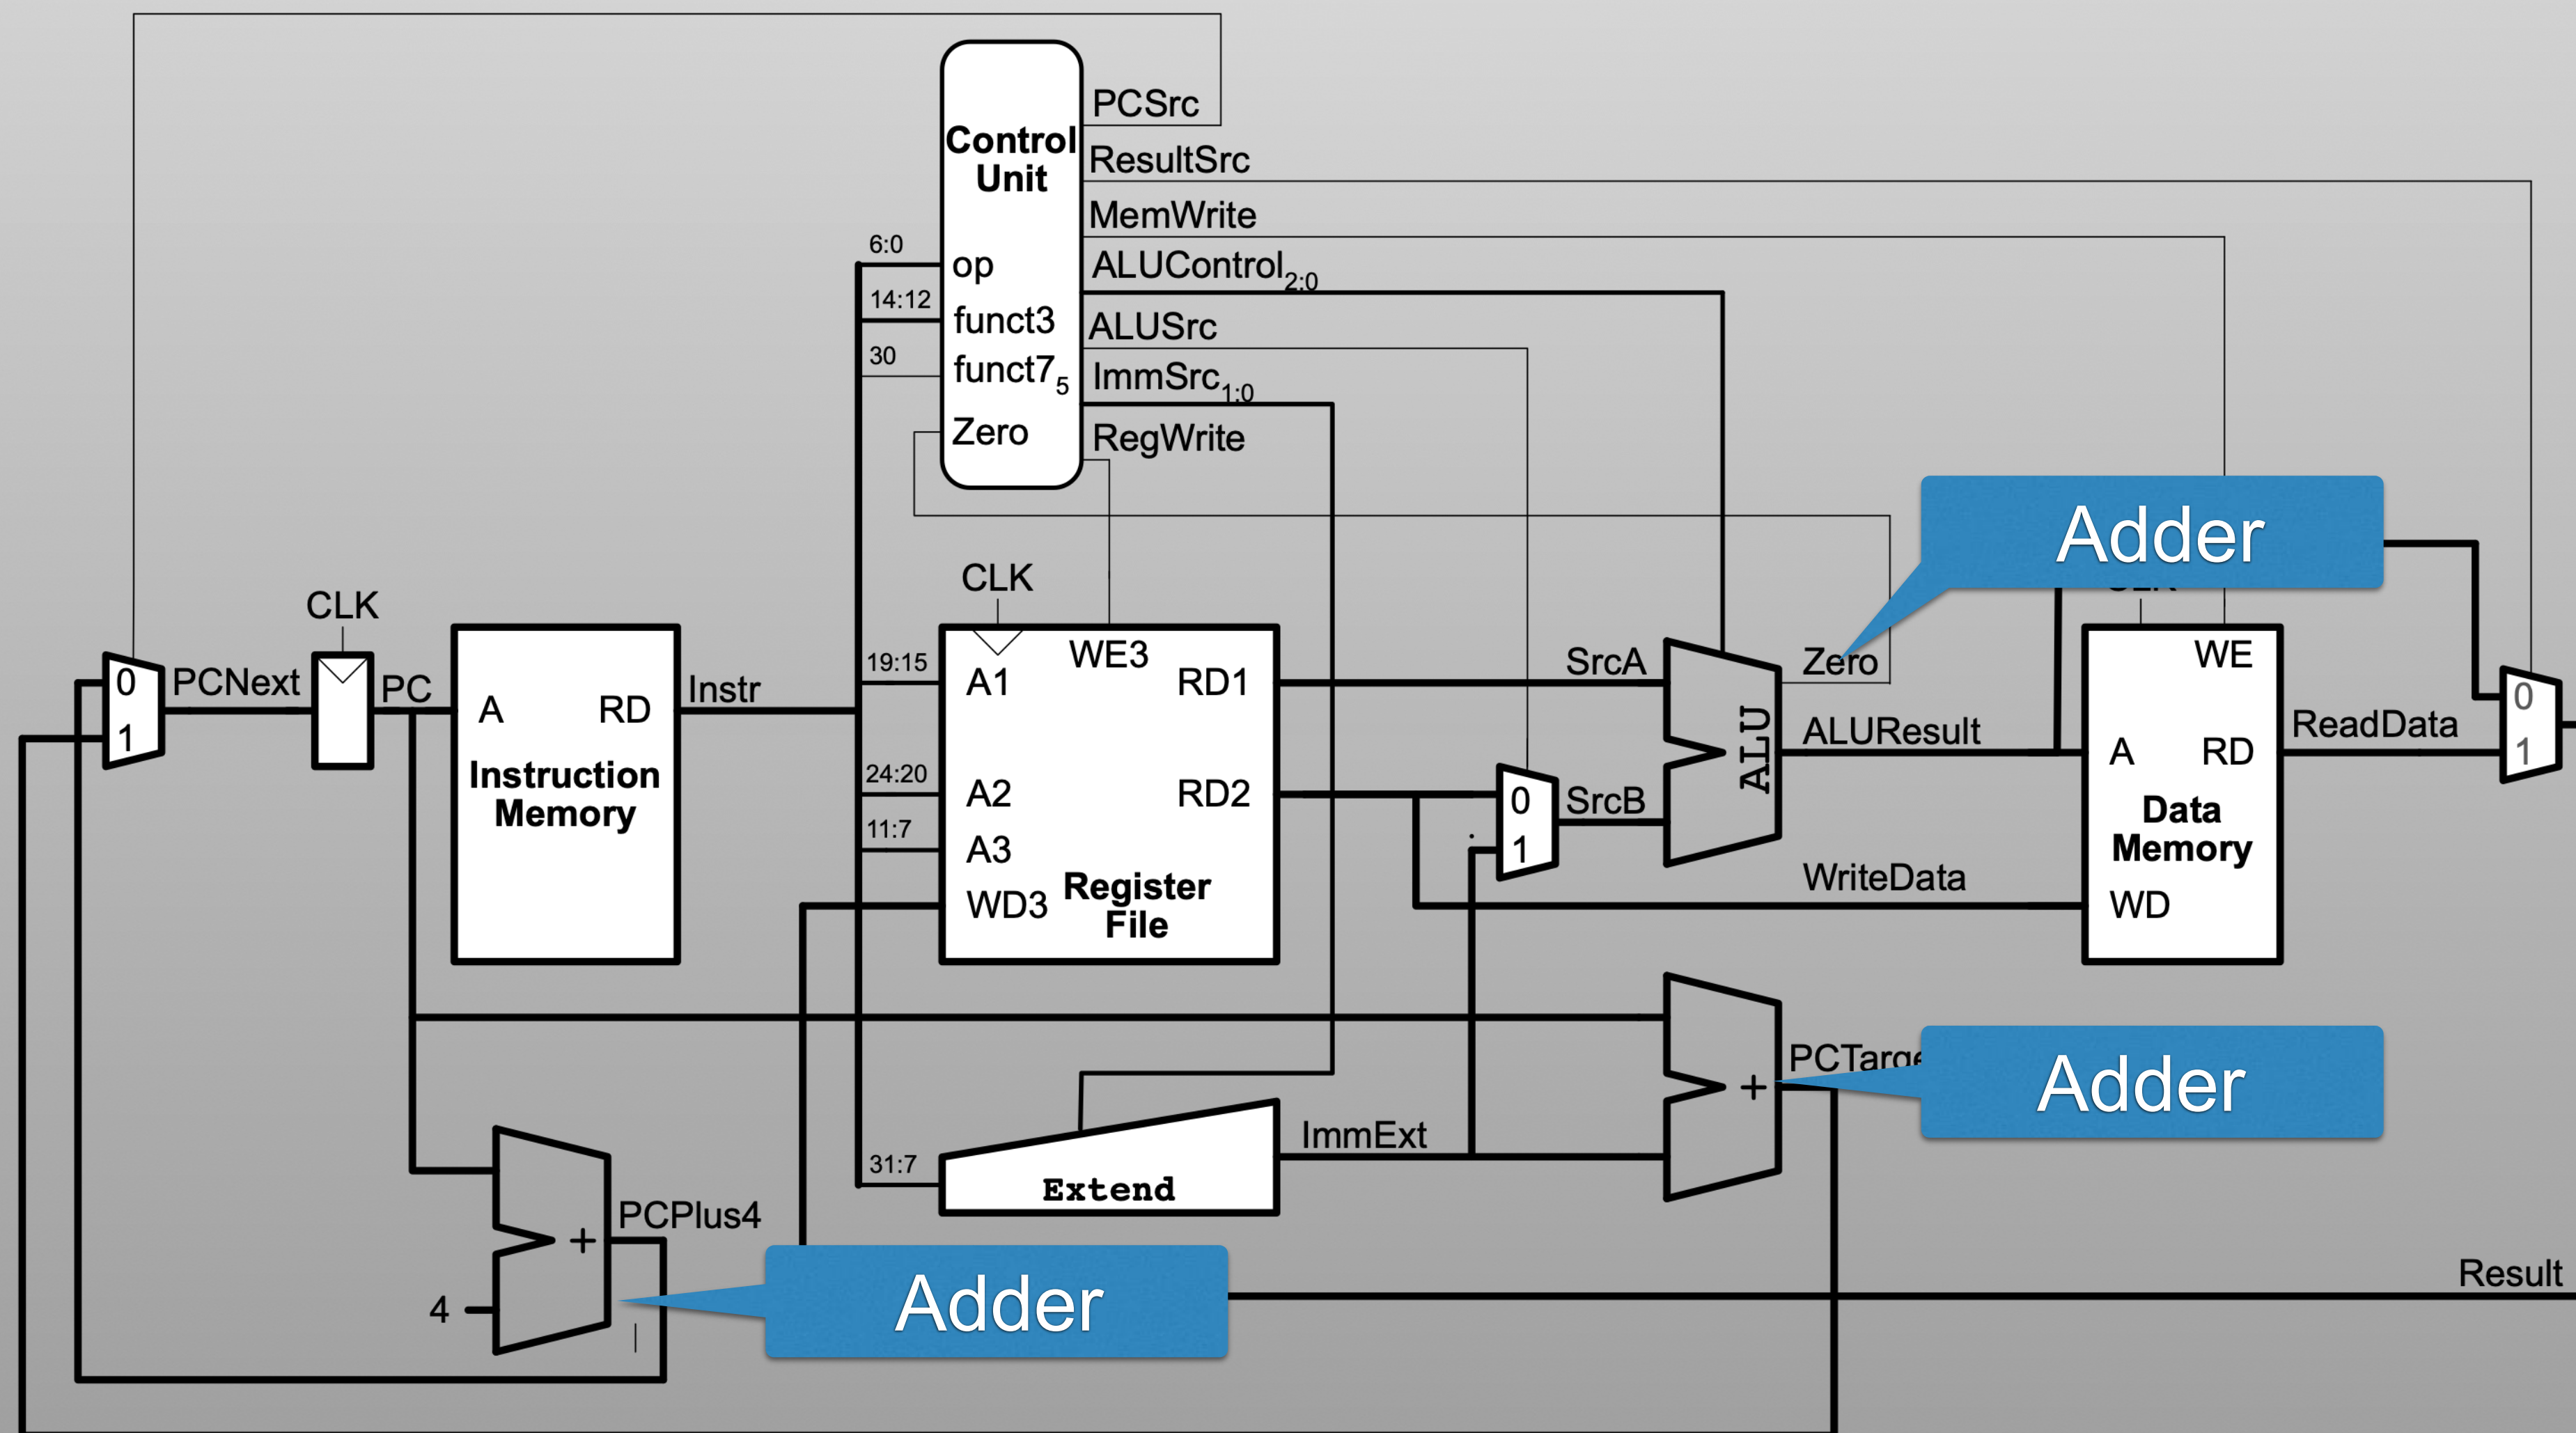 PCSrc
Control
Unit
ResultSrc
MemWrite
6:0
op
ALUControl2:0
14:12
funct3
ALUSrc
30
funct75
ImmSrc1:0
Zero
RegWrite
Adder
CLK
CLK
CLK
0
1
PCNext
PC
A
RD
Instruction
Memory
Instr
19:15
A1
WE3
RD1
24:20
A2
RD2
11:7
A3
WD3
Register
File
SrcA
0
1
SrcB
ALU
Zero
ALUResult
WriteData
WE
A
RD
Data
Memory
WD
ReadData
0
1
PCTarge
+
Adder
31:7
Extend
ImmExt
PCPlus4
+
4
Adder
Result